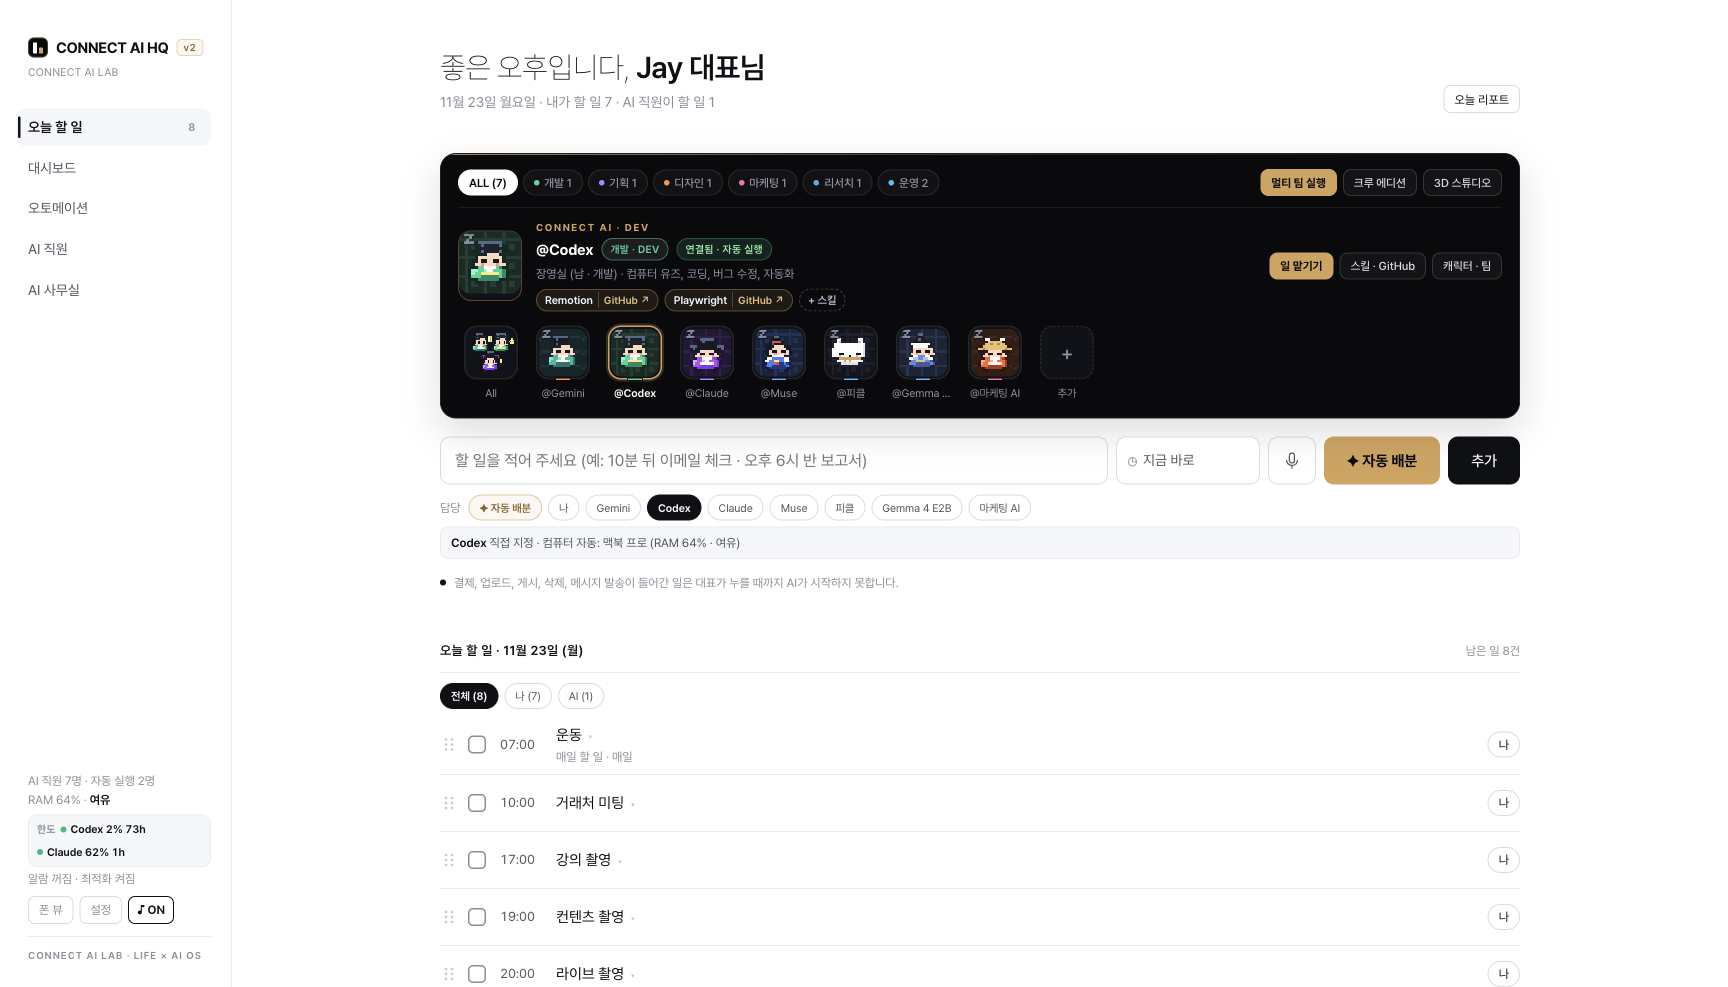 CONNECT AI HQ v2
CONNECT AI LAB
오늘 할 일 8
대시보드
오토메이션
AI 직원
AI 사무실
AI 직원 7명 · 자동 실행 2명
RAM 64% · 여유
한도 Codex 2% 73h
Claude 62% 1h
알람 꺼짐 · 최적화 켜짐
폰 뷰 설정 ♪ ON
CONNECT AI LAB · LIFE × AI OS
좋은 오후입니다, Jay 대표님
11월 23일 월요일 · 내가 할 일 7 · AI 직원이 할 일 1
오늘 리포트
ALL (7) 개발 1 기획 1 디자인 1 마케팅 1 리서치 1 운영 2
멀티 팀 실행 크루 에디션 3D 스튜디오
CONNECT AI · DEV
@Codex 개발 · DEV 연결됨 · 자동 실행
장영실 (남 · 개발) · 컴퓨터 유즈, 코딩, 버그 수정, 자동화
Remotion GitHub ↗ Playwright GitHub ↗ + 스킬
일 맡기기 스킬 · GitHub 캐릭터 · 팀
All @Gemini @Codex @Claude @Muse @피클 @Gemma ... @마케팅 AI + 추가
할 일을 적어 주세요 (예: 10분 뒤 이메일 체크 · 오후 6시 반 보고서)
지금 바로
✦ 자동 배분
추가
담당 ✦ 자동 배분 나 Gemini Codex Claude Muse 피클 Gemma 4 E2B 마케팅 AI
Codex 직접 지정 · 컴퓨터 자동: 맥북 프로 (RAM 64% · 여유)
결제, 업로드, 게시, 삭제, 메시지 발송이 들어간 일은 대표가 누를 때까지 AI가 시작하지 못합니다.
오늘 할 일 · 11월 23일 (월)
남은 일 8건
전체 (8) 나 (7) AI (1)
07:00 운동 나
매일 할 일 · 매일
10:00 거래처 미팅 나
17:00 강의 촬영 나
19:00 컨텐츠 촬영 나
20:00 라이브 촬영 나